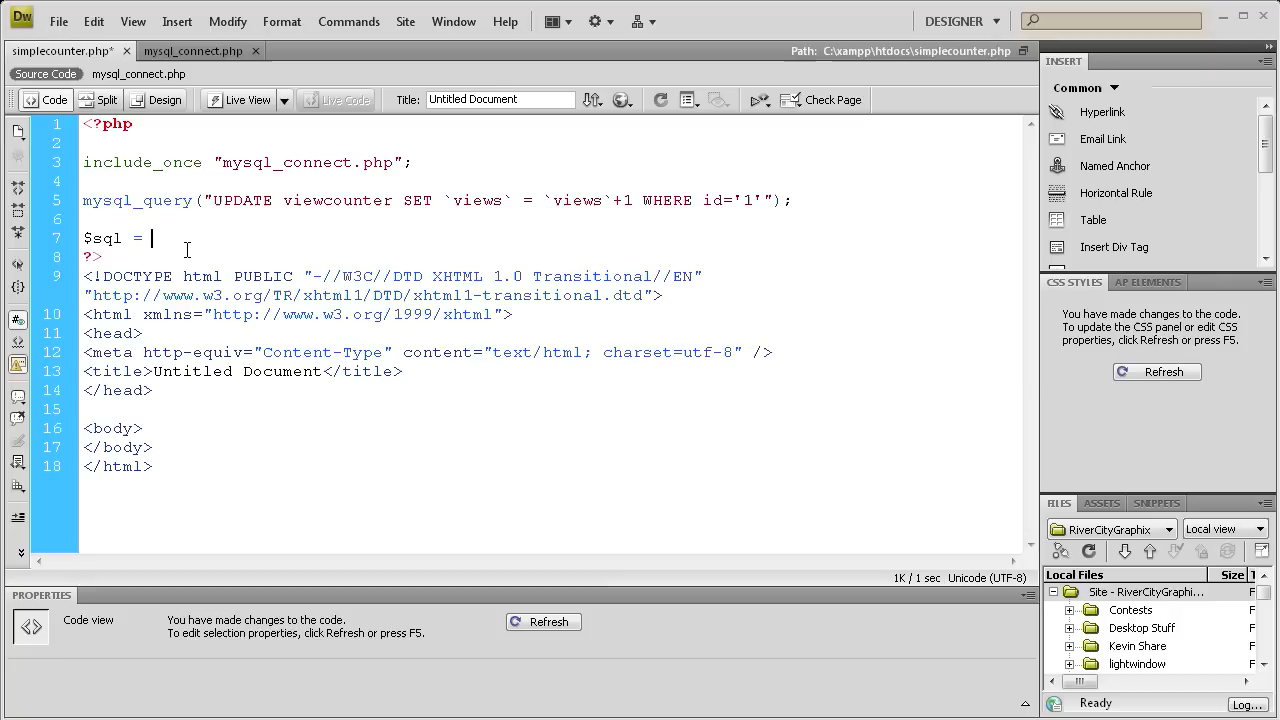 Dw File Edit View Insert Modify Format Commands Site Window Help DESIGNER
simplecounter.php* mysql_connect.php Path: C:\xampp\htdocs\simplecounter.php
Source Code mysql_connect.php
Code Split Design Live View Live Code Title: Untitled Document Check Page
1 <?php
2
3 include_once "mysql_connect.php";
4
5 mysql_query("UPDATE viewcounter SET `views` = `views`+1 WHERE id='1'");
6
7 $sql =
8 ?>
9 <!DOCTYPE html PUBLIC "-//W3C//DTD XHTML 1.0 Transitional//EN"
"http://www.w3.org/TR/xhtml1/DTD/xhtml1-transitional.dtd">
10 <html xmlns="http://www.w3.org/1999/xhtml">
11 <head>
12 <meta http-equiv="Content-Type" content="text/html; charset=utf-8" />
13 <title>Untitled Document</title>
14 </head>
15
16 <body>
17 </body>
18 </html>
1K / 1 sec Unicode (UTF-8)
PROPERTIES
Code view
You have made changes to the code.
To edit selection properties, click Refresh or press F5.
Refresh
INSERT
Common
Hyperlink
Email Link
Named Anchor
Horizontal Rule
Table
Insert Div Tag
CSS STYLES AP ELEMENTS
You have made changes to the code.
To update the CSS panel or edit CSS
properties, click Refresh or press F5.
Refresh
FILES ASSETS SNIPPETS
RiverCityGraphix Local view
Local Files Size T
Site - RiverCityGraphi... F
Contests F
Desktop Stuff F
Kevin Share F
lightwindow F
Ready Log...